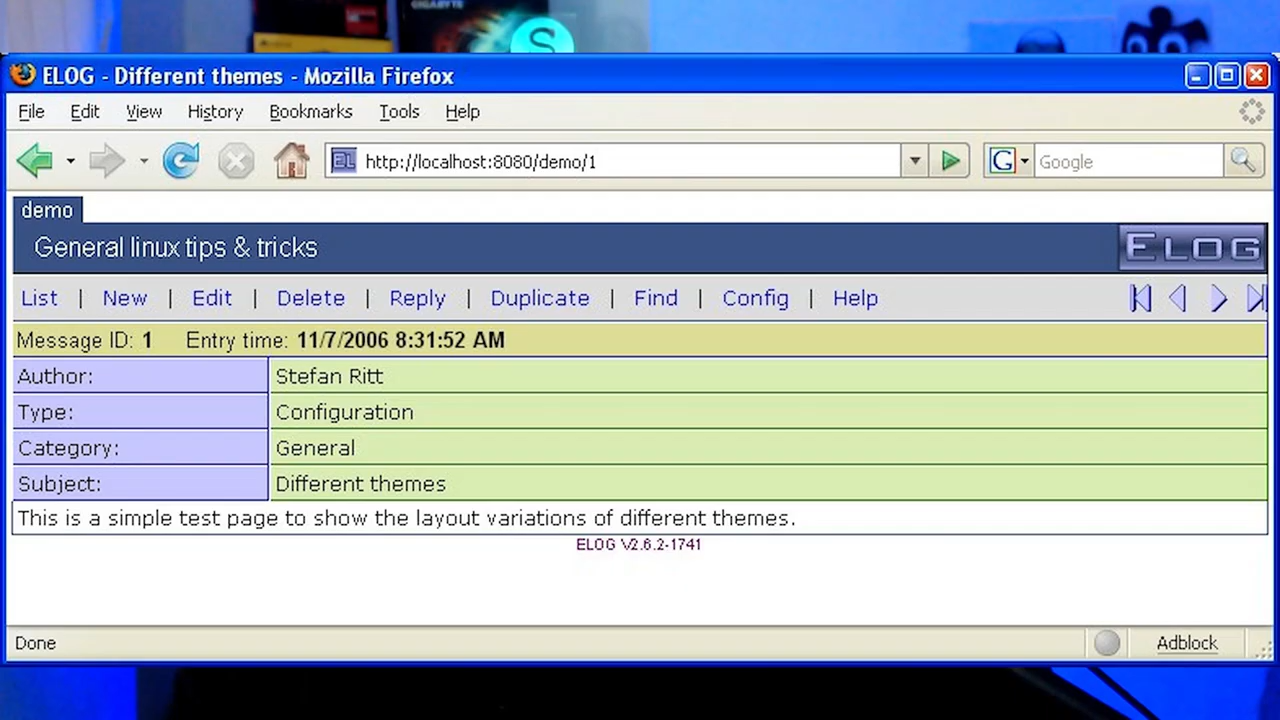 GIGABYTE
S
ELOG - Different themes - Mozilla Firefox
File Edit View History Bookmarks Tools Help
http://localhost:8080/demo/1 G Google
demo
General linux tips & tricks ELOG
List | New | Edit | Delete | Reply | Duplicate | Find | Config | Help
Message ID: 1 Entry time: 11/7/2006 8:31:52 AM
Author: Stefan Ritt
Type: Configuration
Category: General
Subject: Different themes
This is a simple test page to show the layout variations of different themes.
ELOG V2.6.2-1741
Done Adblock